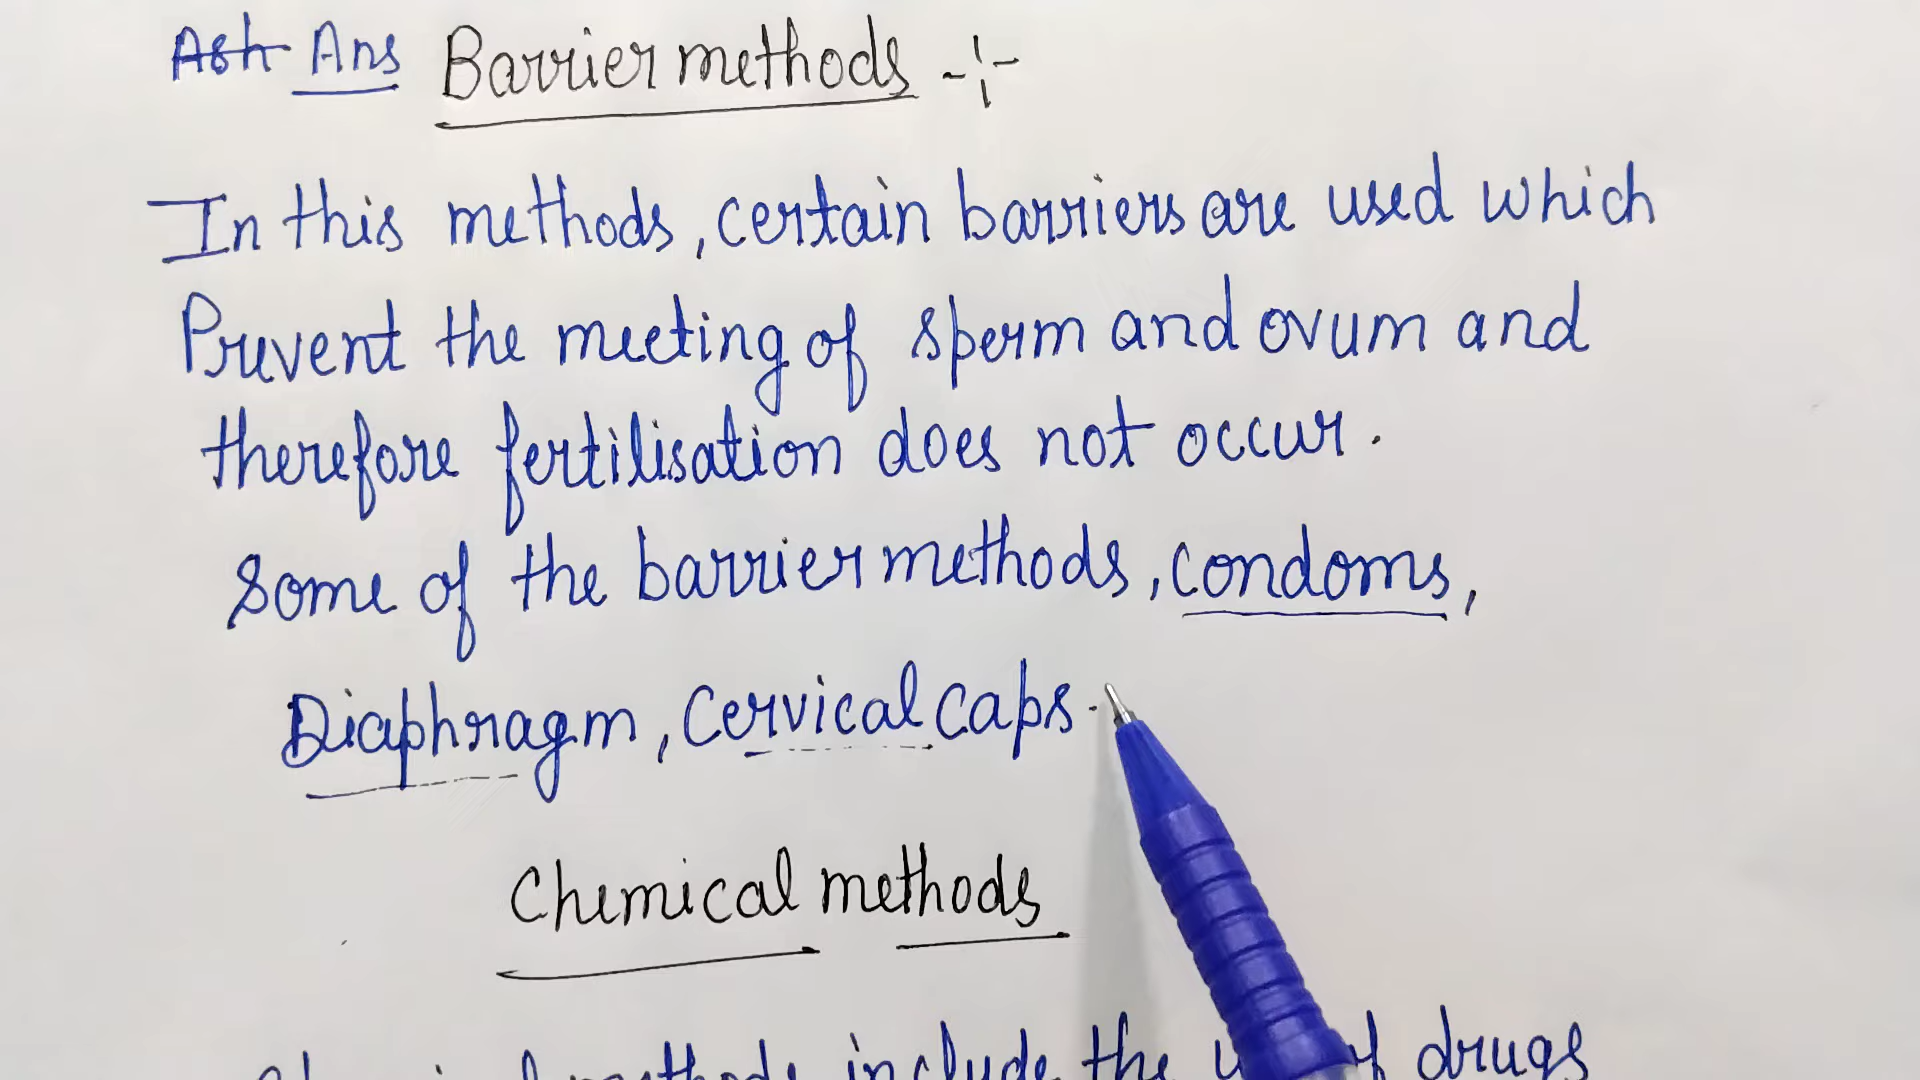 Ash Ans Barrier methods -:-
In this methods, certain barriers are used which
Prevent the meeting of sperm and ovum and
therefore fertilisation does not occur.
Some of the barrier methods, condoms,
Diaphragm, Cervical caps.
Chemical methods
methods include the of drugs